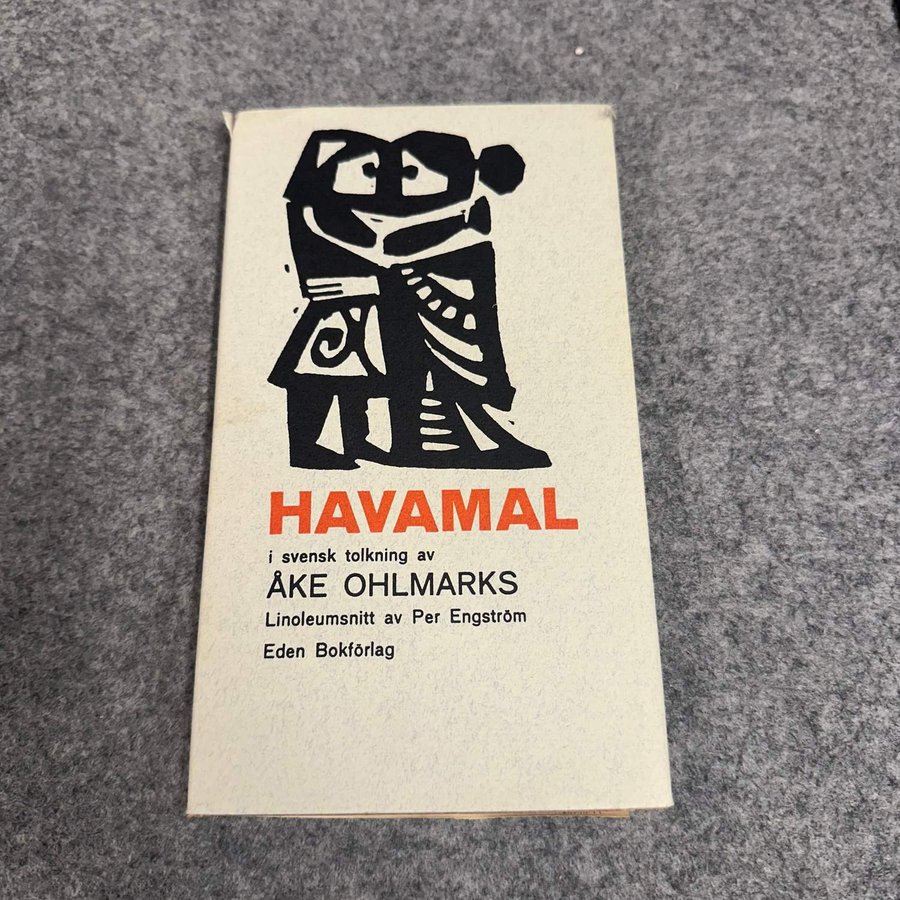 HAVAMAL
i svensk tolkning av
ÅKE OHLMARKS
Linoleumsnitt av Per Engström
Eden Bokförlag